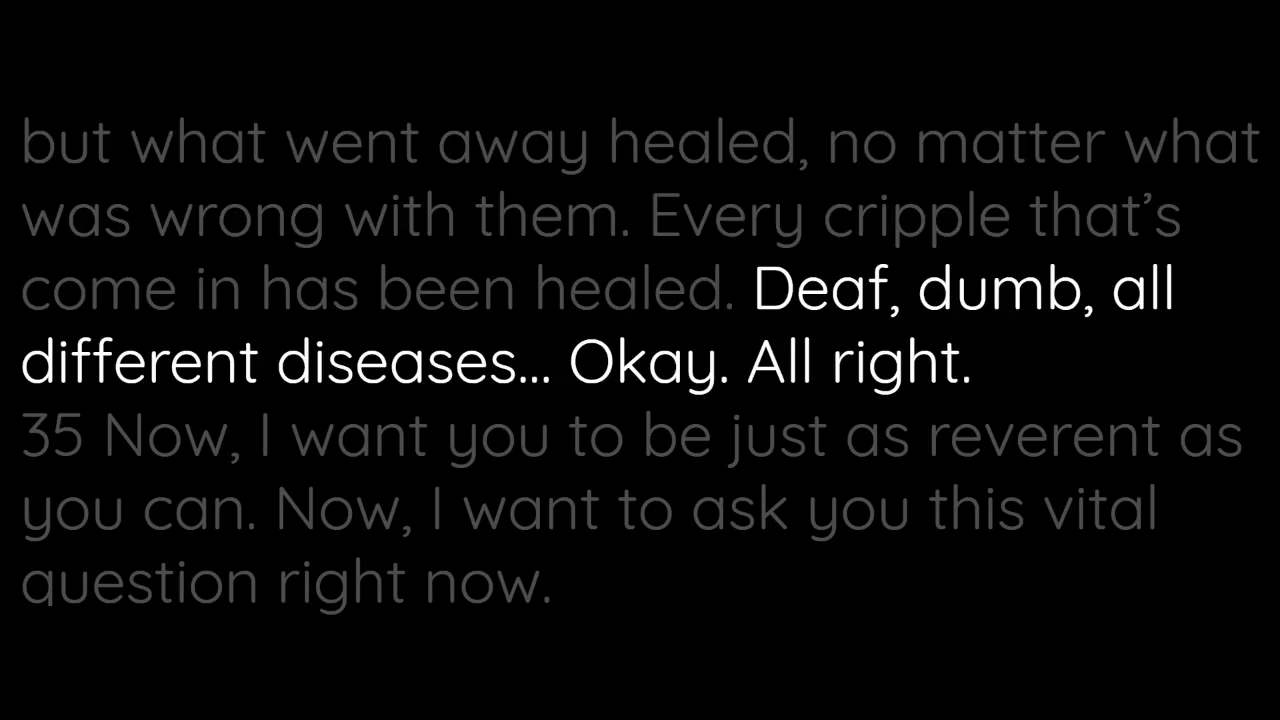 but what went away healed, no matter what
was wrong with them. Every cripple that’s
come in has been healed. Deaf, dumb, all
different diseases... Okay. All right.
35 Now, I want you to be just as reverent as
you can. Now, I want to ask you this vital
question right now.